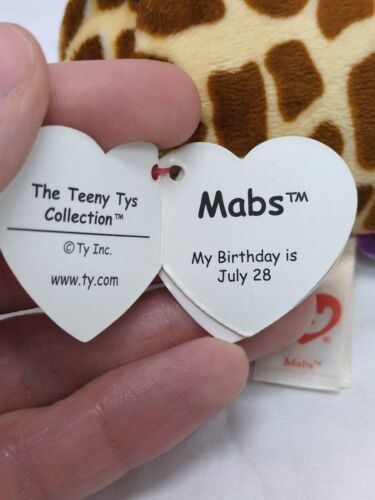 The Teeny Tys
Collection™
© Ty Inc.
www.ty.com
Mabs™
My Birthday is
July 28
Mabs™